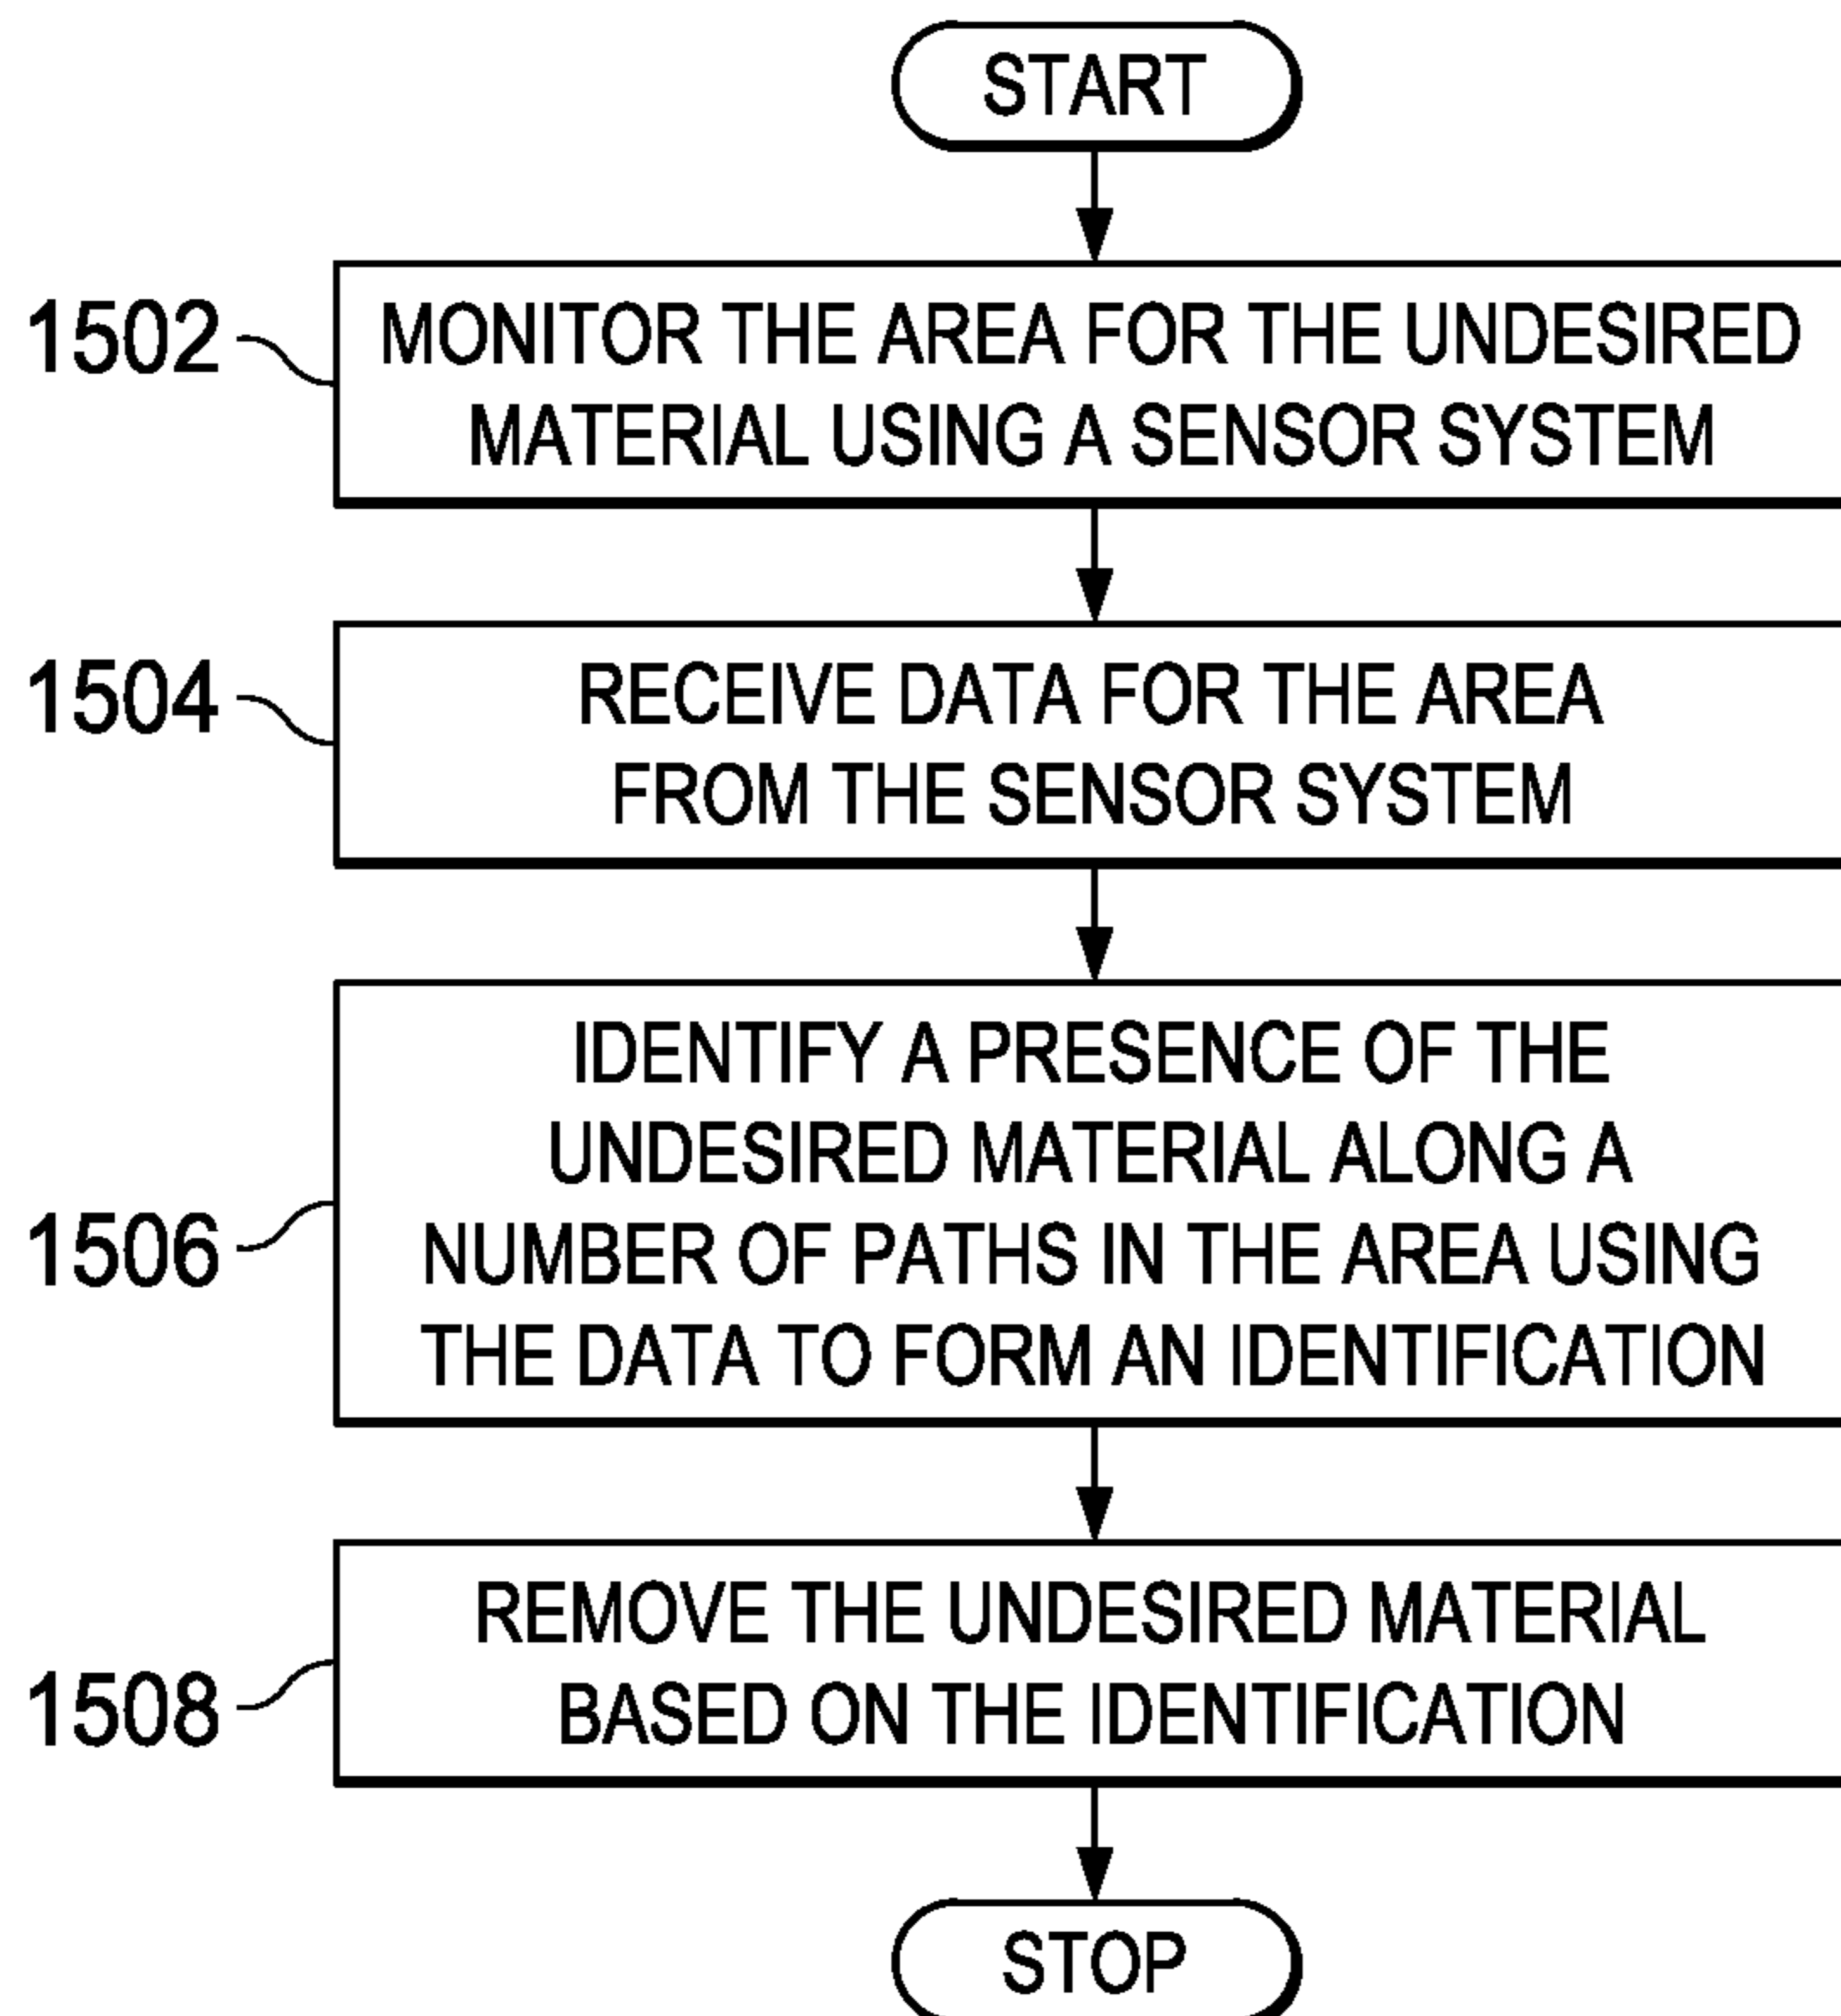 START
1502
MONITOR THE AREA FOR THE UNDESIRED
MATERIAL USING A SENSOR SYSTEM
1504
RECEIVE DATA FOR THE AREA
FROM THE SENSOR SYSTEM
1506
IDENTIFY A PRESENCE OF THE
UNDESIRED MATERIAL ALONG A
NUMBER OF PATHS IN THE AREA USING
THE DATA TO FORM AN IDENTIFICATION
1508
REMOVE THE UNDESIRED MATERIAL
BASED ON THE IDENTIFICATION
STOP